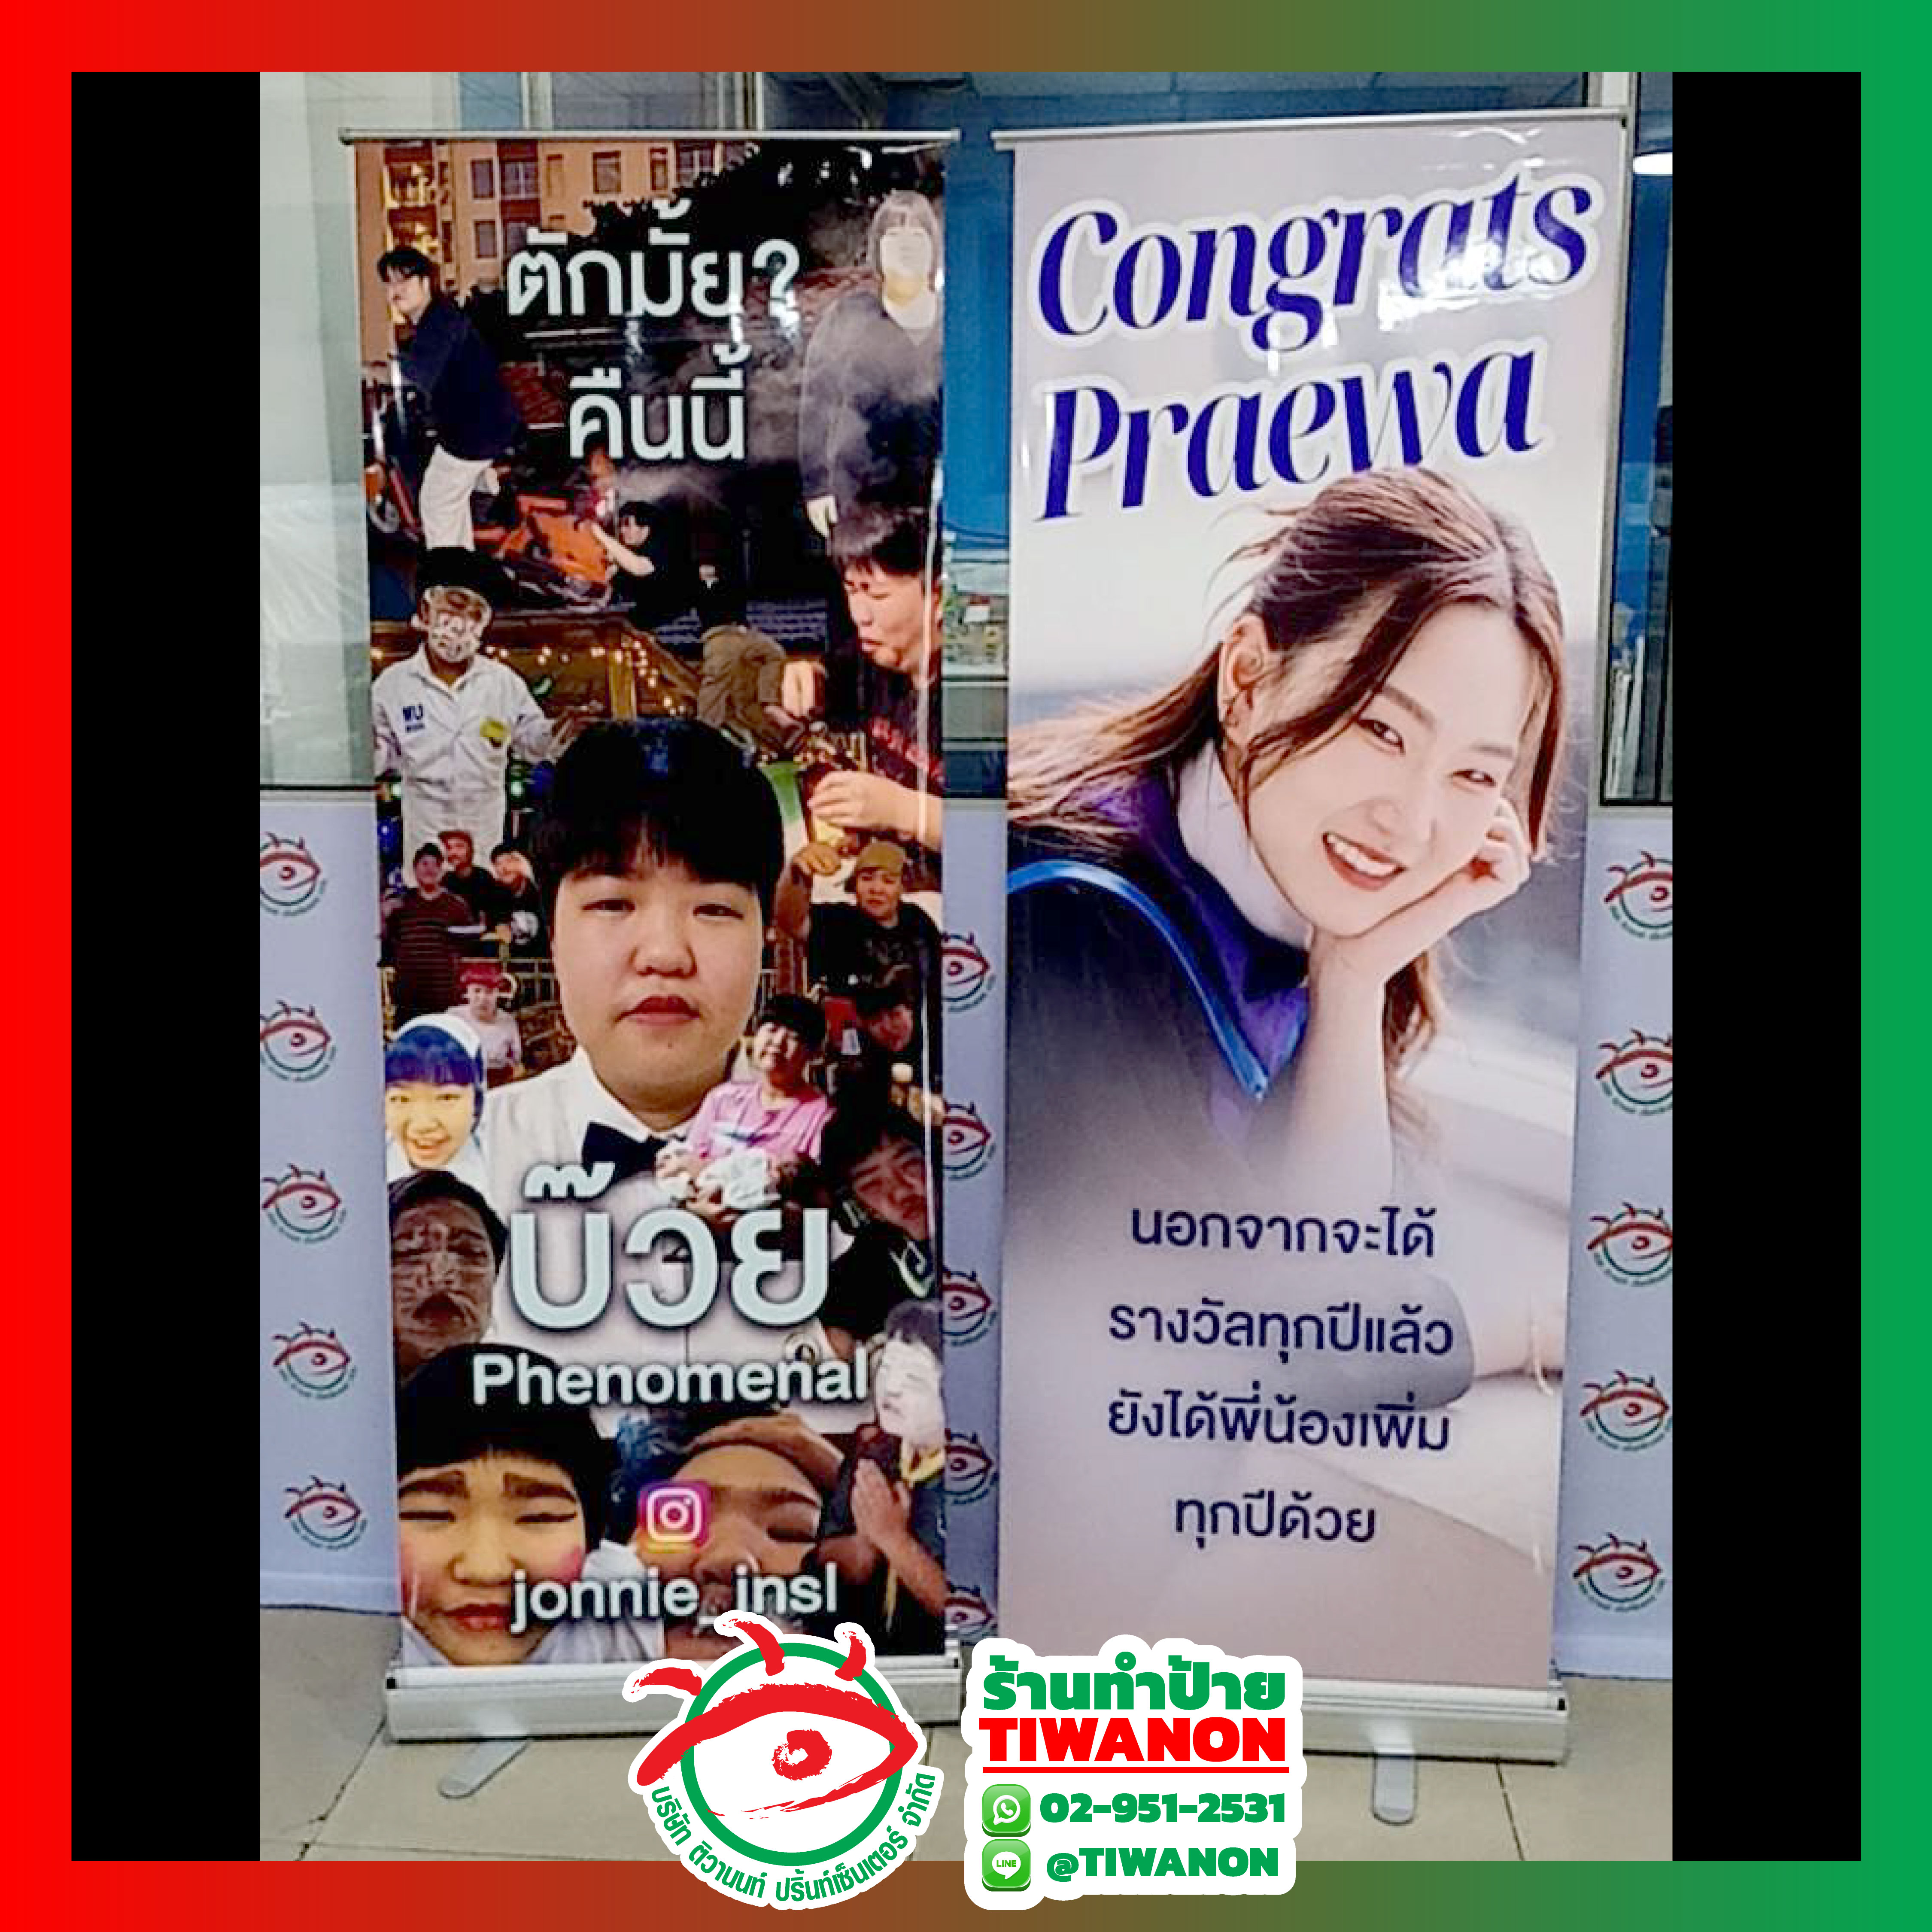 ตักมั้ย?
คืนนี้
บ๊วย
Phenomenal
jonnie_jnsl
Congrats
Praewa
นอกจากจะได้
รางวัลทุกปีแล้ว
ยังได้พี่น้องเพิ่ม
ทุกปีด้วย
บริษัท ติวานนท์ ปริ้นท์เซ็นเตอร์ จำกัด
ร้านทำป้าย
TIWANON
02-951-2531
LINE
@TIWANON